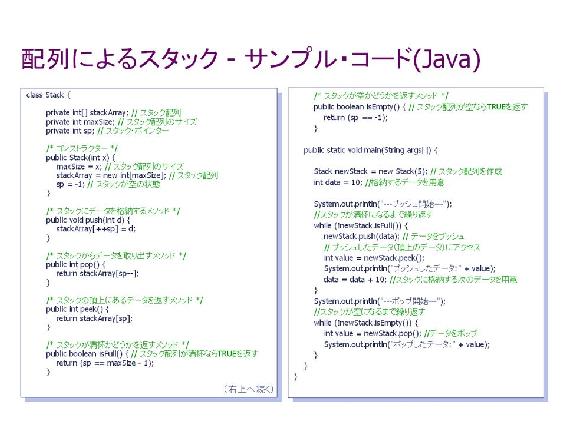 配列によるスタック - サンプル・コード(Java)
class Stack {
private int[] stackArray; // スタック配列
private int maxSize; // スタック配列のサイズ
private int sp; // スタック・ポインター
/* コンストラクター */
public Stack(int x) {
maxSize = x; // スタック配列のサイズ
stackArray = new int[maxSize]; // スタック配列
sp = -1; // スタックが空の状態
}
/* スタックにデータを格納するメソッド */
public void push(int d) {
stackArray[++sp] = d;
}
/* スタックからデータを取り出すメソッド */
public int pop() {
return stackArray[sp--];
}
/* スタックの頂上にあるデータを返すメソッド */
public int peek() {
return stackArray[sp];
}
/* スタックが満杯かどうかを返すメソッド */
public boolean isFull() { // スタック配列が満杯ならTRUEを返す
return (sp == maxSize - 1);
}
(右上へ続く)
/* スタックが空かどうかを返すメソッド */
public boolean isEmpty() { // スタック配列が空ならTRUEを返す
return (sp == -1);
}
public static void main(String args[ ]) {
Stack newStack = new Stack(5); // スタック配列を作成
int data = 10; //格納するデータを用意
System.out.println("---プッシュ開始---");
//スタックが満杯になるまで繰り返す
while (!newStack.isFull()) {
newStack.push(data); // データをプッシュ
// プッシュしたデータ(頂上のデータ)にアクセス
int value = newStack.peek();
System.out.println("プッシュしたデータ:" + value);
data = data + 10; //スタックに格納する次のデータを用意
}
System.out.println("---ポップ開始---");
//スタックが空になるまで繰り返す
while (!newStack.isEmpty()) {
int value = newStack.pop(); //データをポップ
System.out.println("ポップしたデータ:" + value);
}
}
}